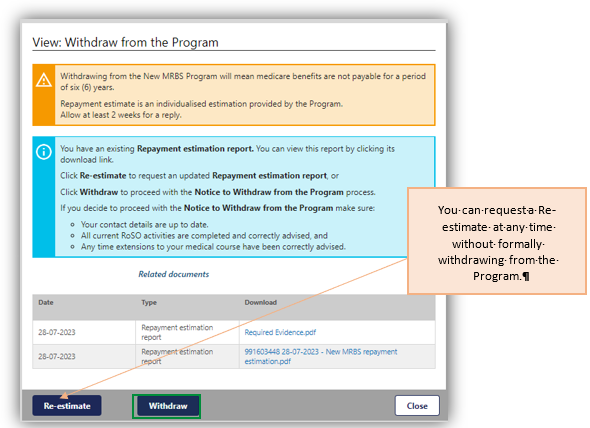 View: Withdraw from the Program
Withdrawing from the New MRBS Program will mean medicare benefits are not payable for a period
of six (6) years.
Repayment estimate is an individualised estimation provided by the Program.
Allow at least 2 weeks for a reply.
You have an existing Repayment estimation report. You can view this report by clicking its
download link.
Click Re-estimate to request an updated Repayment estimation report, or
Click Withdraw to proceed with the Notice to Withdraw from the Program process.
If you decide to proceed with the Notice to Withdraw from the Program make sure:
Your contact details are up to date.
All current RoSO activities are completed and correctly advised, and
Any time extensions to your medical course have been correctly advised.
Related documents
Date Type Download
28-07-2023 Repayment estimation Required Evidence.pdf
report
28-07-2023 Repayment estimation 991603448 28-07-2023 - New MRBS repayment
report estimation.pdf
Re-estimate Withdraw Close
You·can·request·a·Re-
estimate·at·any·time·
without·formally·
withdrawing·from·the·
Program.¶